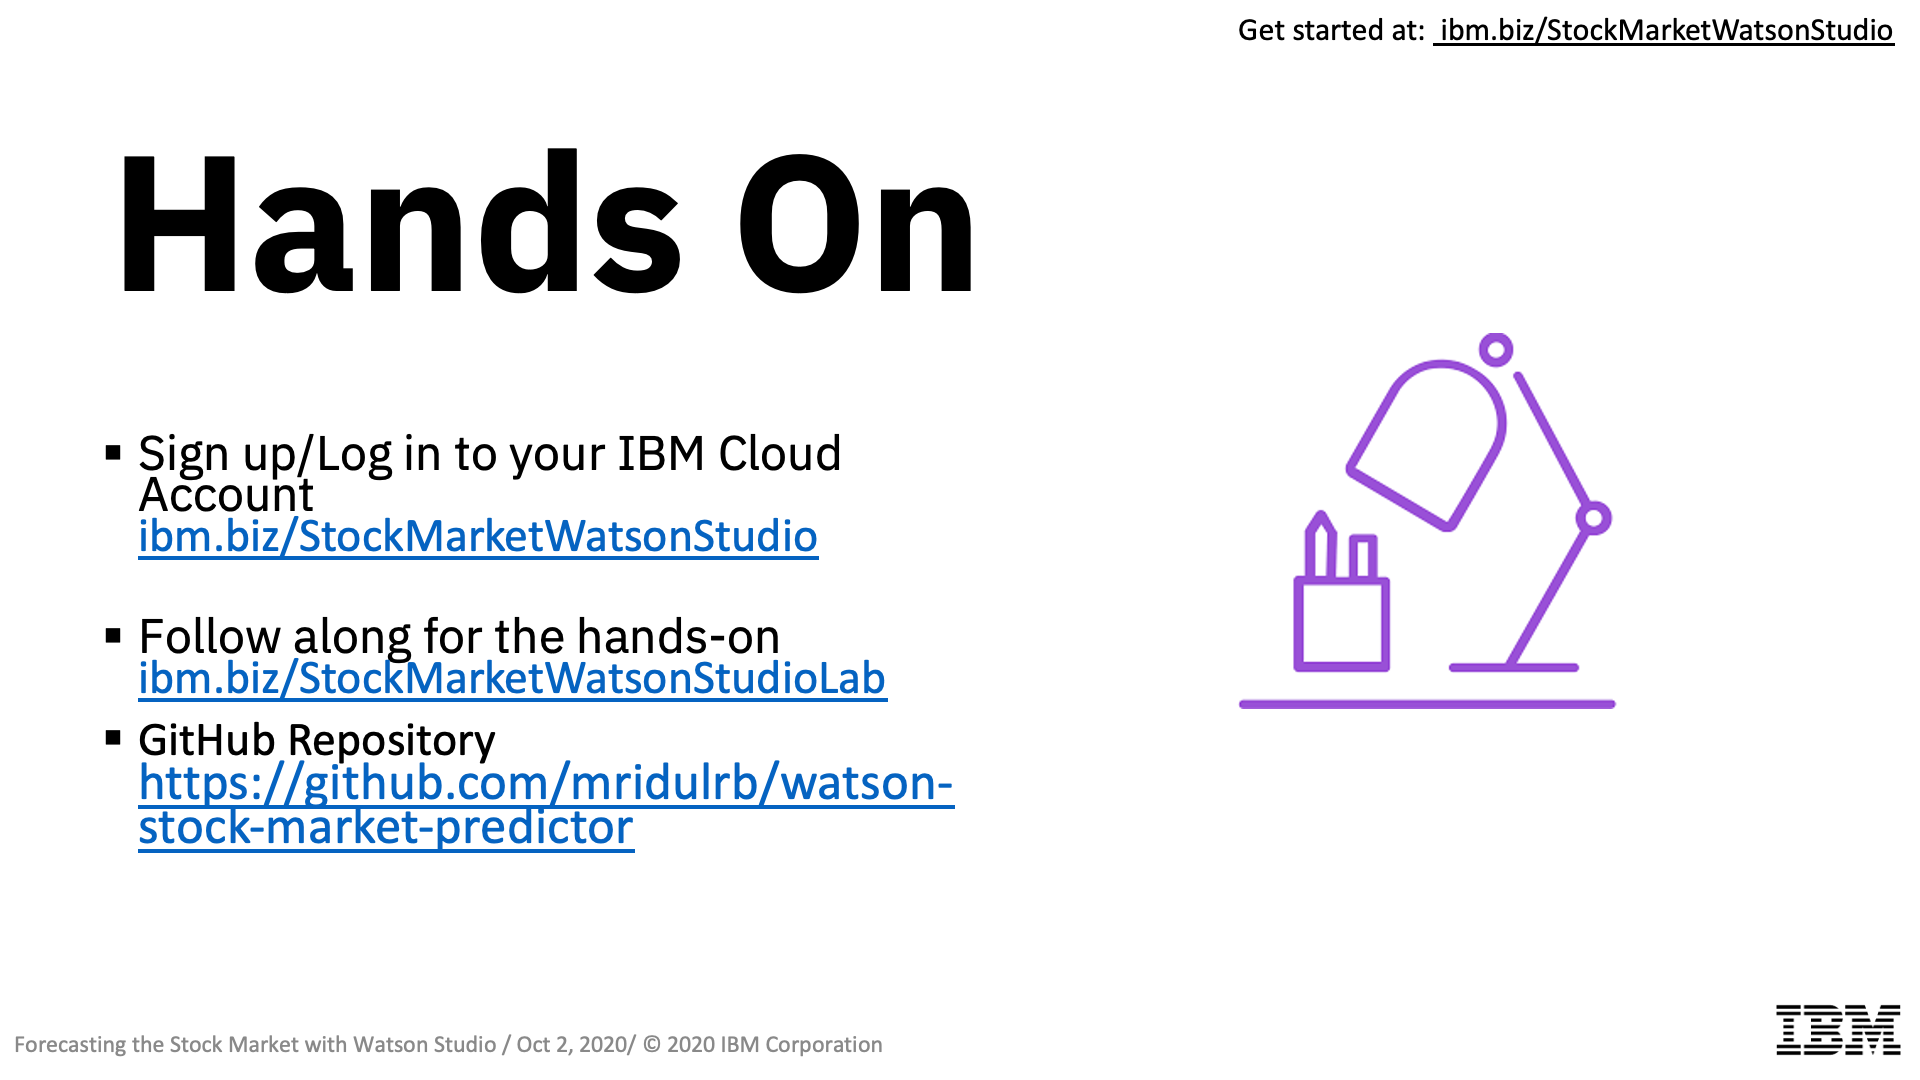 Get started at: ibm.biz/StockMarketWatsonStudio
Hands On
▪ Sign up/Log in to your IBM Cloud
Account
ibm.biz/StockMarketWatsonStudio
▪ Follow along for the hands-on
ibm.biz/StockMarketWatsonStudioLab
▪ GitHub Repository
https://github.com/mridulrb/watson-
stock-market-predictor
Forecasting the Stock Market with Watson Studio / Oct 2, 2020/ © 2020 IBM Corporation
IBM